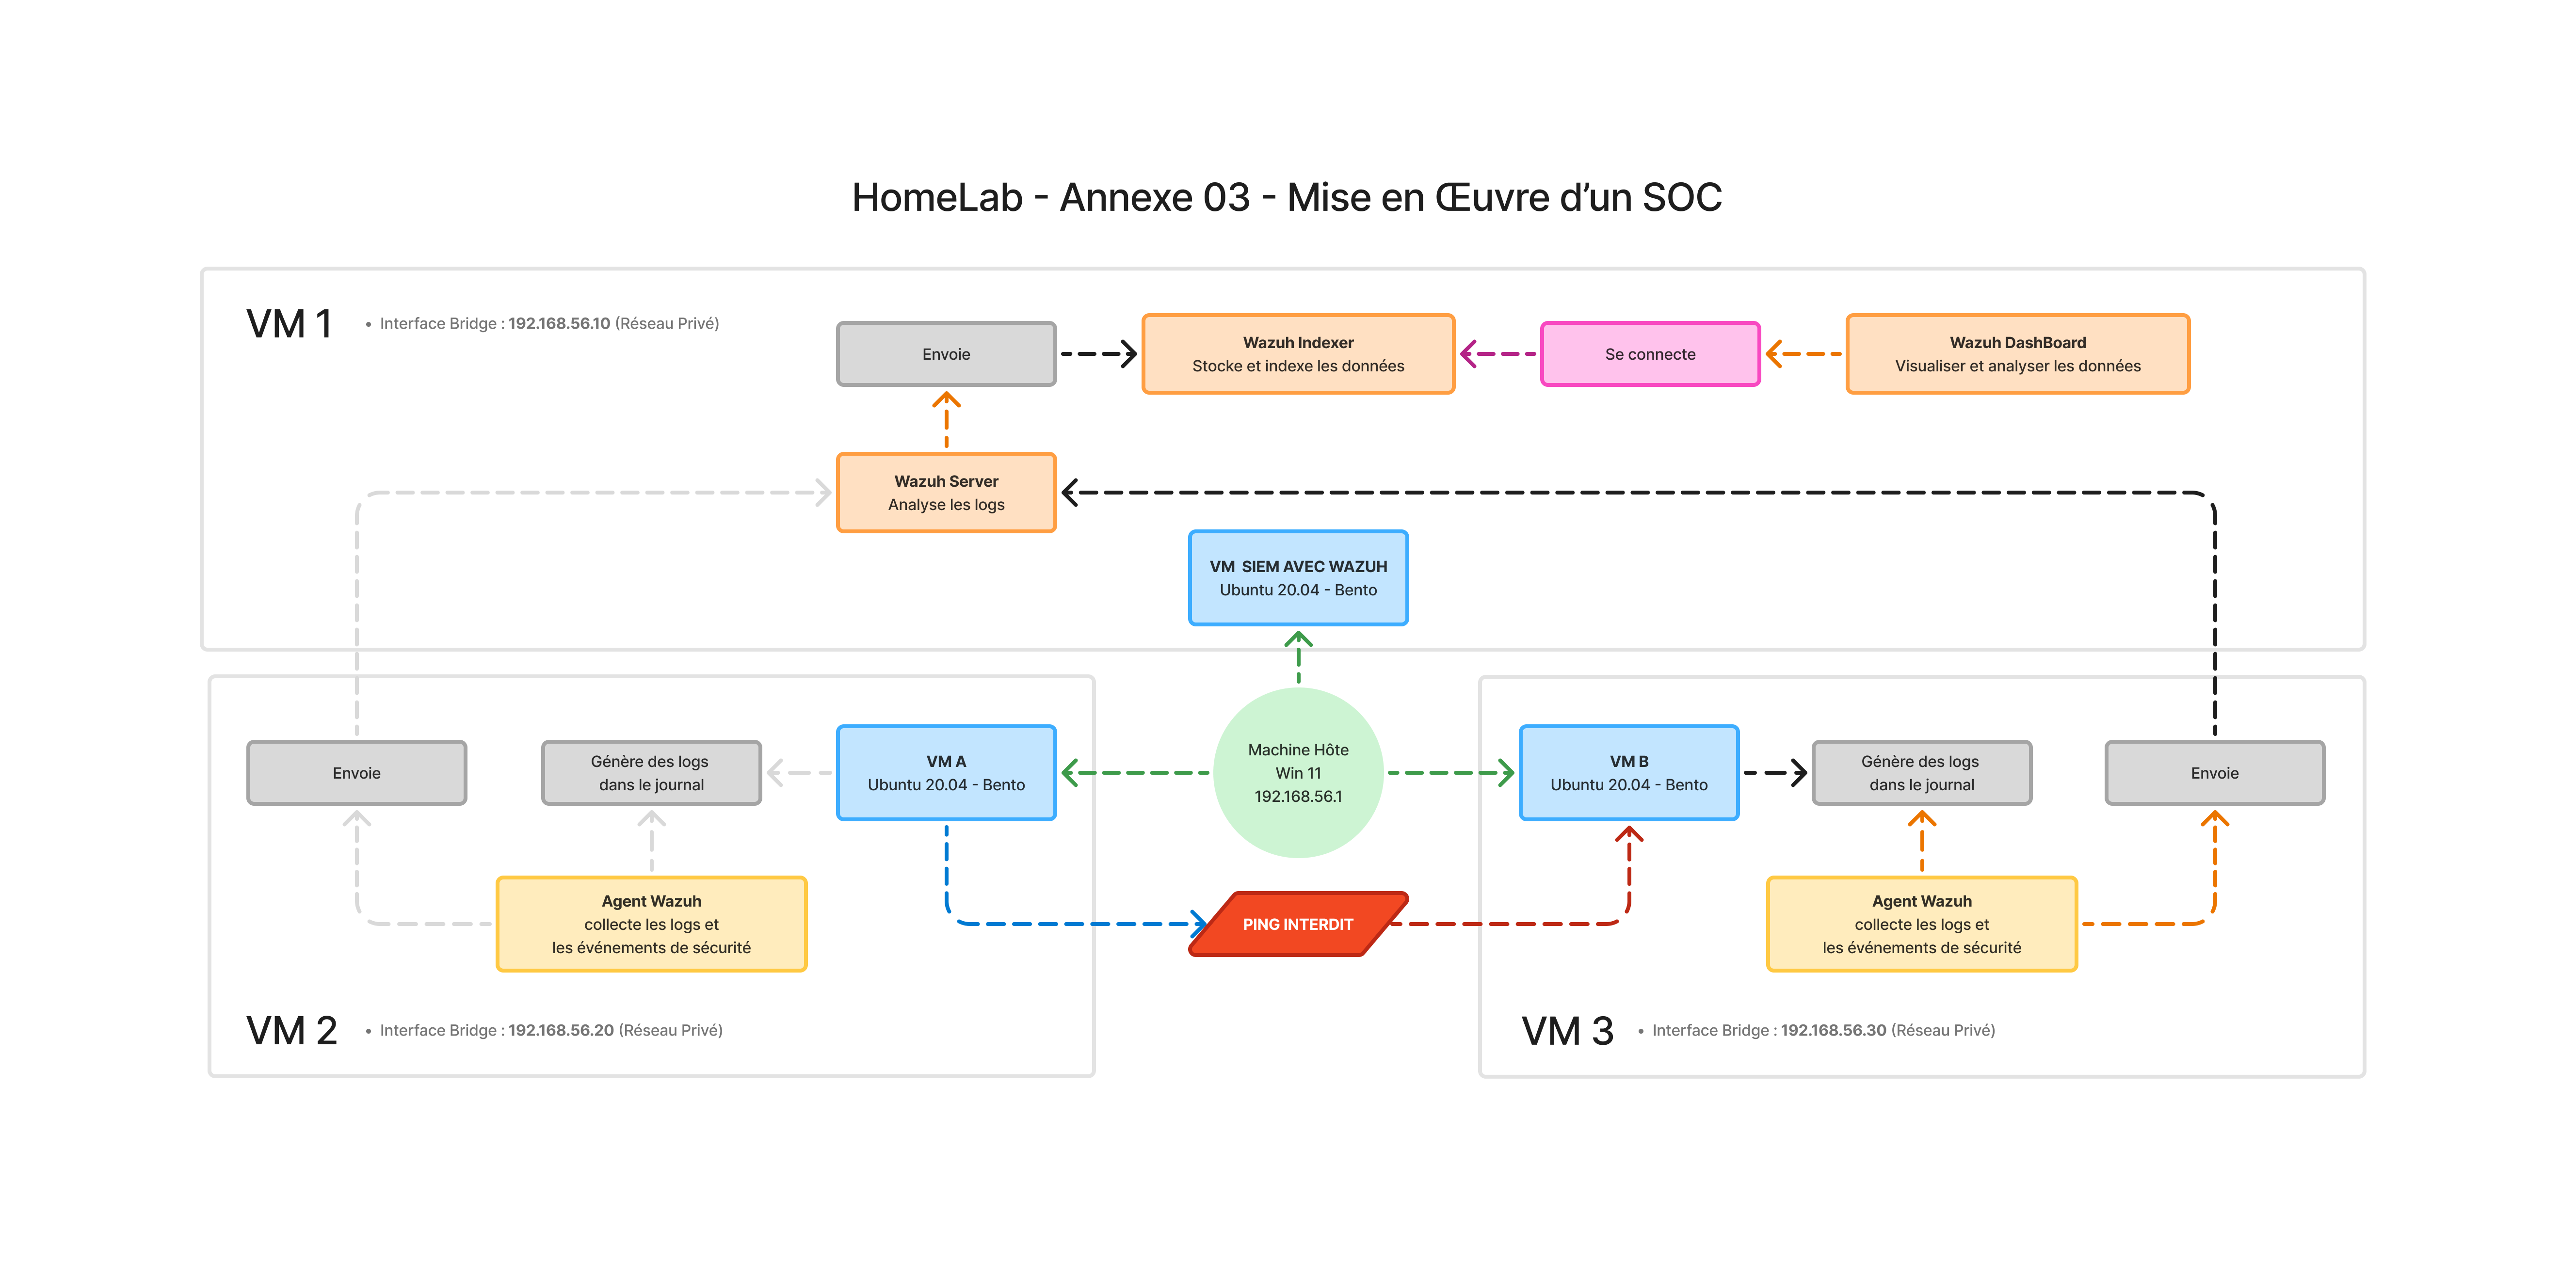 HomeLab - Annexe 03 - Mise en Œuvre d’un SOC
VM 1
• Interface Bridge : 192.168.56.10 (Réseau Privé)
Envoie
Wazuh Indexer
Stocke et indexe les données
Se connecte
Wazuh DashBoard
Visualiser et analyser les données
Wazuh Server
Analyse les logs
VM SIEM AVEC WAZUH
Ubuntu 20.04 - Bento
Envoie
Génère des logs
dans le journal
VM A
Ubuntu 20.04 - Bento
Machine Hôte
Win 11
192.168.56.1
VM B
Ubuntu 20.04 - Bento
Génère des logs
dans le journal
Envoie
Agent Wazuh
collecte les logs et
les événements de sécurité
PING INTERDIT
Agent Wazuh
collecte les logs et
les événements de sécurité
VM 2
• Interface Bridge : 192.168.56.20 (Réseau Privé)
VM 3
• Interface Bridge : 192.168.56.30 (Réseau Privé)